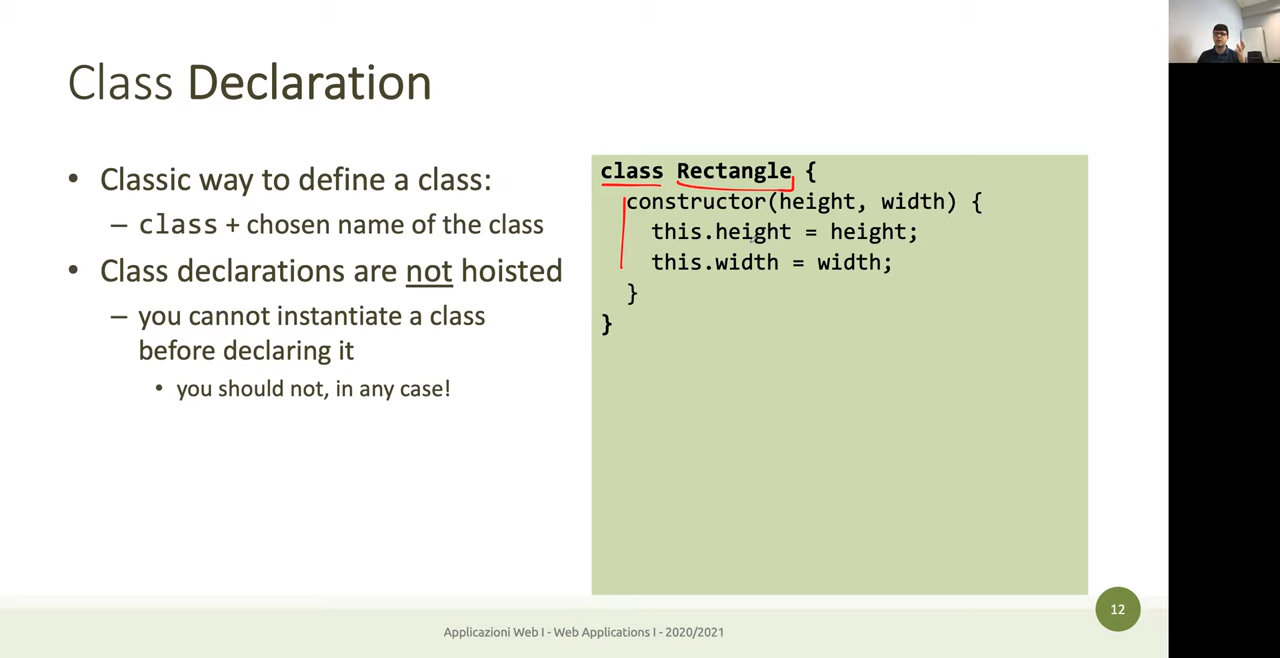 Class Declaration
• Classic way to define a class:
– class + chosen name of the class
• Class declarations are not hoisted
– you cannot instantiate a class
before declaring it
• you should not, in any case!
class Rectangle {
constructor(height, width) {
this.height = height;
this.width = width;
}
}
12
Applicazioni Web I - Web Applications I - 2020/2021